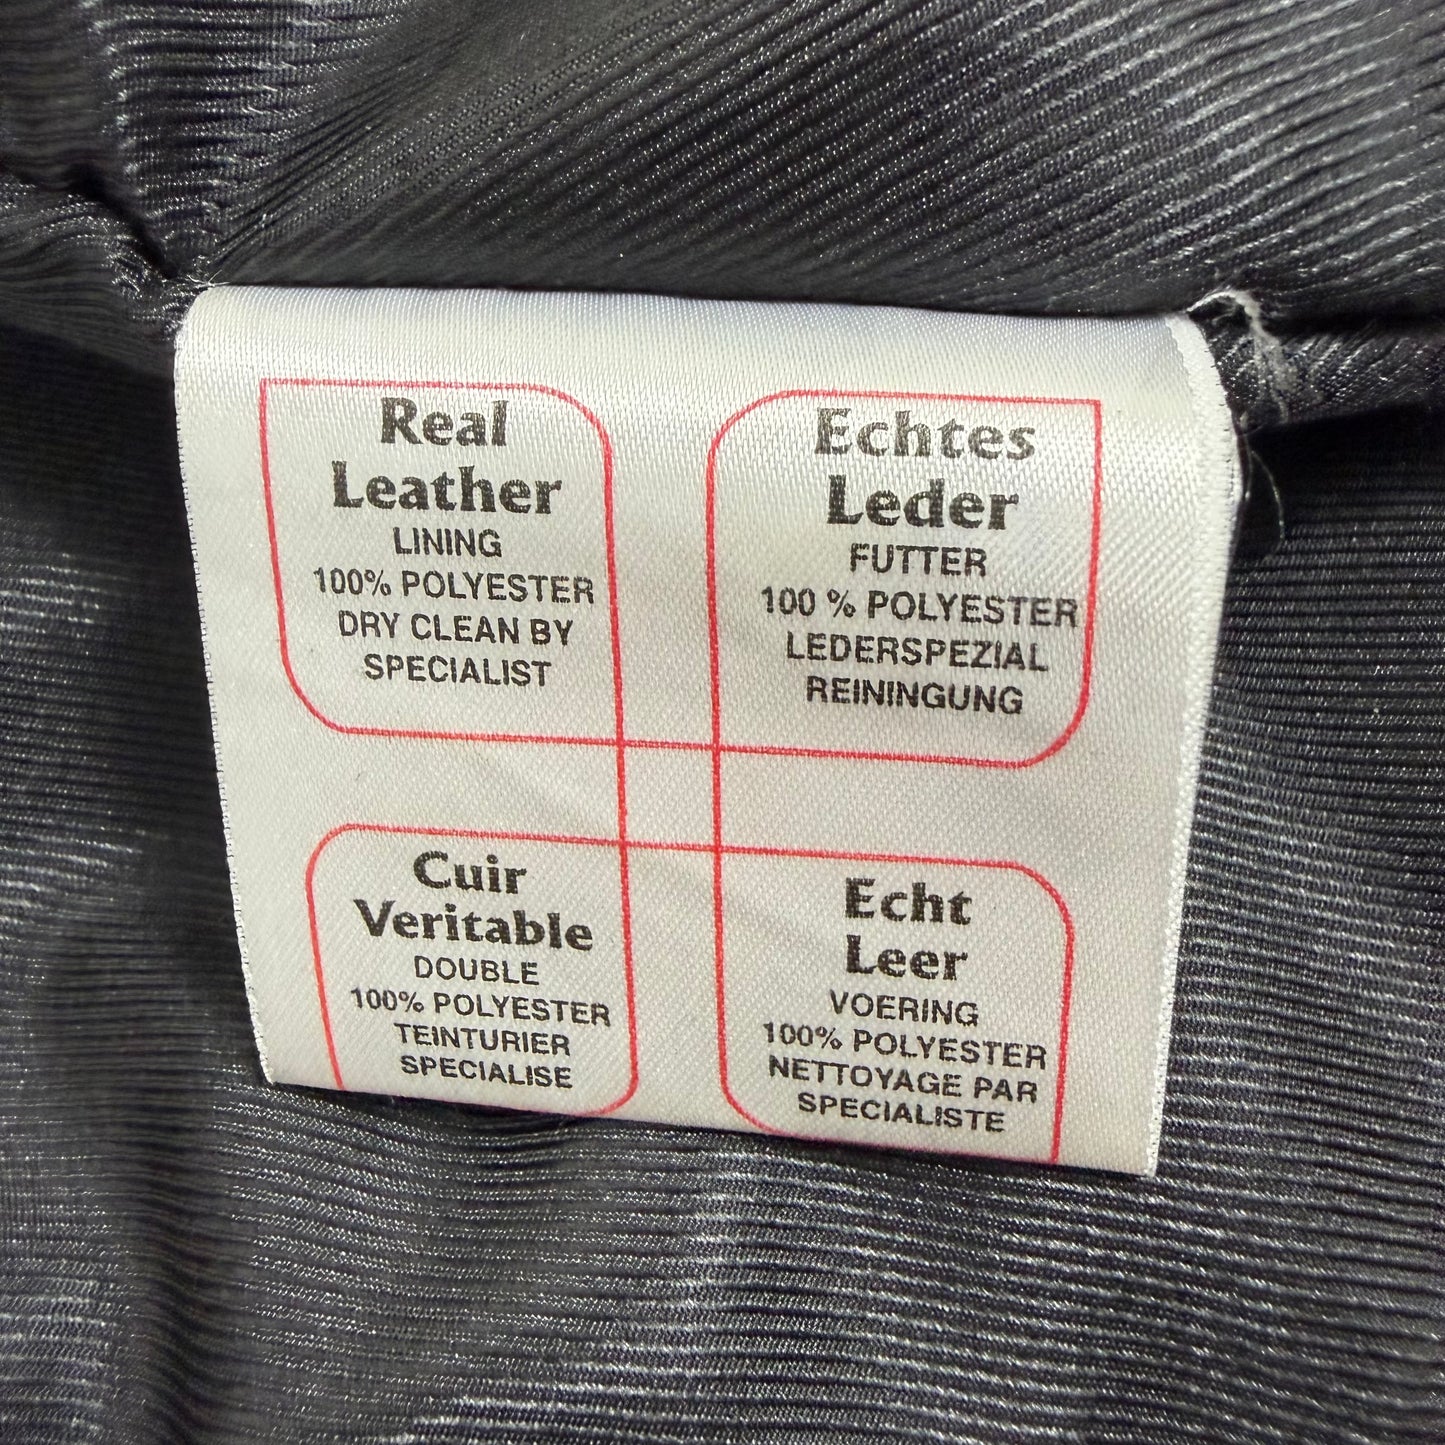 Real
Leather
LINING
100% POLYESTER
DRY CLEAN BY
SPECIALIST
Echtes
Leder
FUTTER
100 % POLYESTER
LEDERSPEZIAL
REININGUNG
Cuir
Veritable
DOUBLE
100% POLYESTER
TEINTURIER
SPECIALISE
Echt
Leer
VOERING
100% POLYESTER
NETTOYAGE PAR
SPECIALISTE